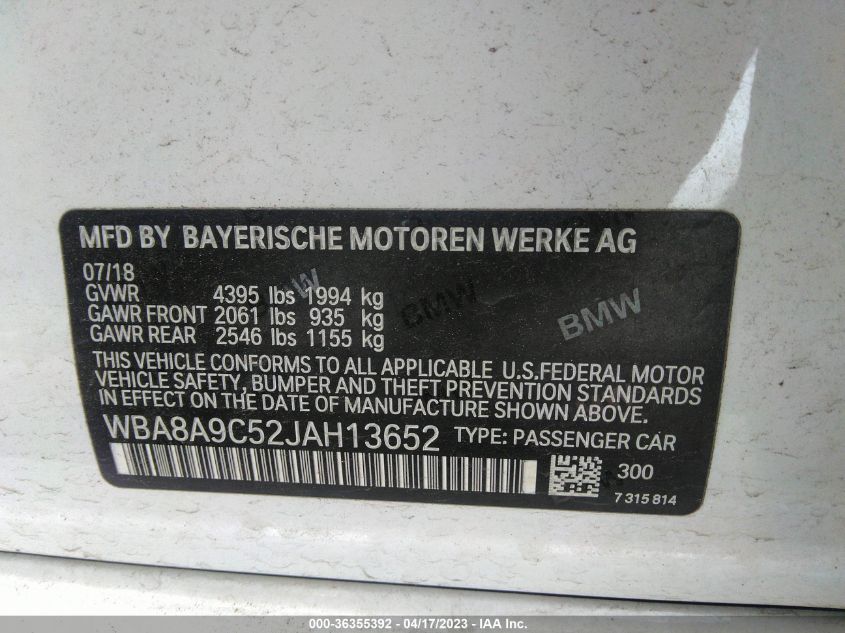 MFD BY BAYERISCHE MOTOREN WERKE AG
07/18
GVWR 4395 lbs 1994 kg
GAWR FRONT 2061 lbs 935 kg
GAWR REAR 2546 lbs 1155 kg
BMW
BMW
BMW
THIS VEHICLE CONFORMS TO ALL APPLICABLE U.S.FEDERAL MOTOR
VEHICLE SAFETY, BUMPER AND THEFT PREVENTION STANDARDS
IN EFFECT ON THE DATE OF MANUFACTURE SHOWN ABOVE.
WBA8A9C52JAH13652 TYPE: PASSENGER CAR
300
7 315 814
000-36355392 - 04/17/2023 - IAA Inc.